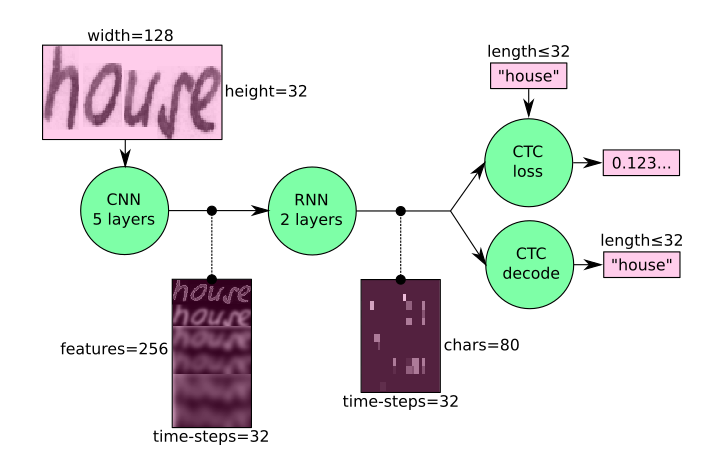 width=128
house
height=32
CNN
5 layers
RNN
2 layers
length≤32
"house"
CTC
loss
0.123...
CTC
decode
length≤32
"house"
house
house
features=256
time-steps=32
chars=80
time-steps=32